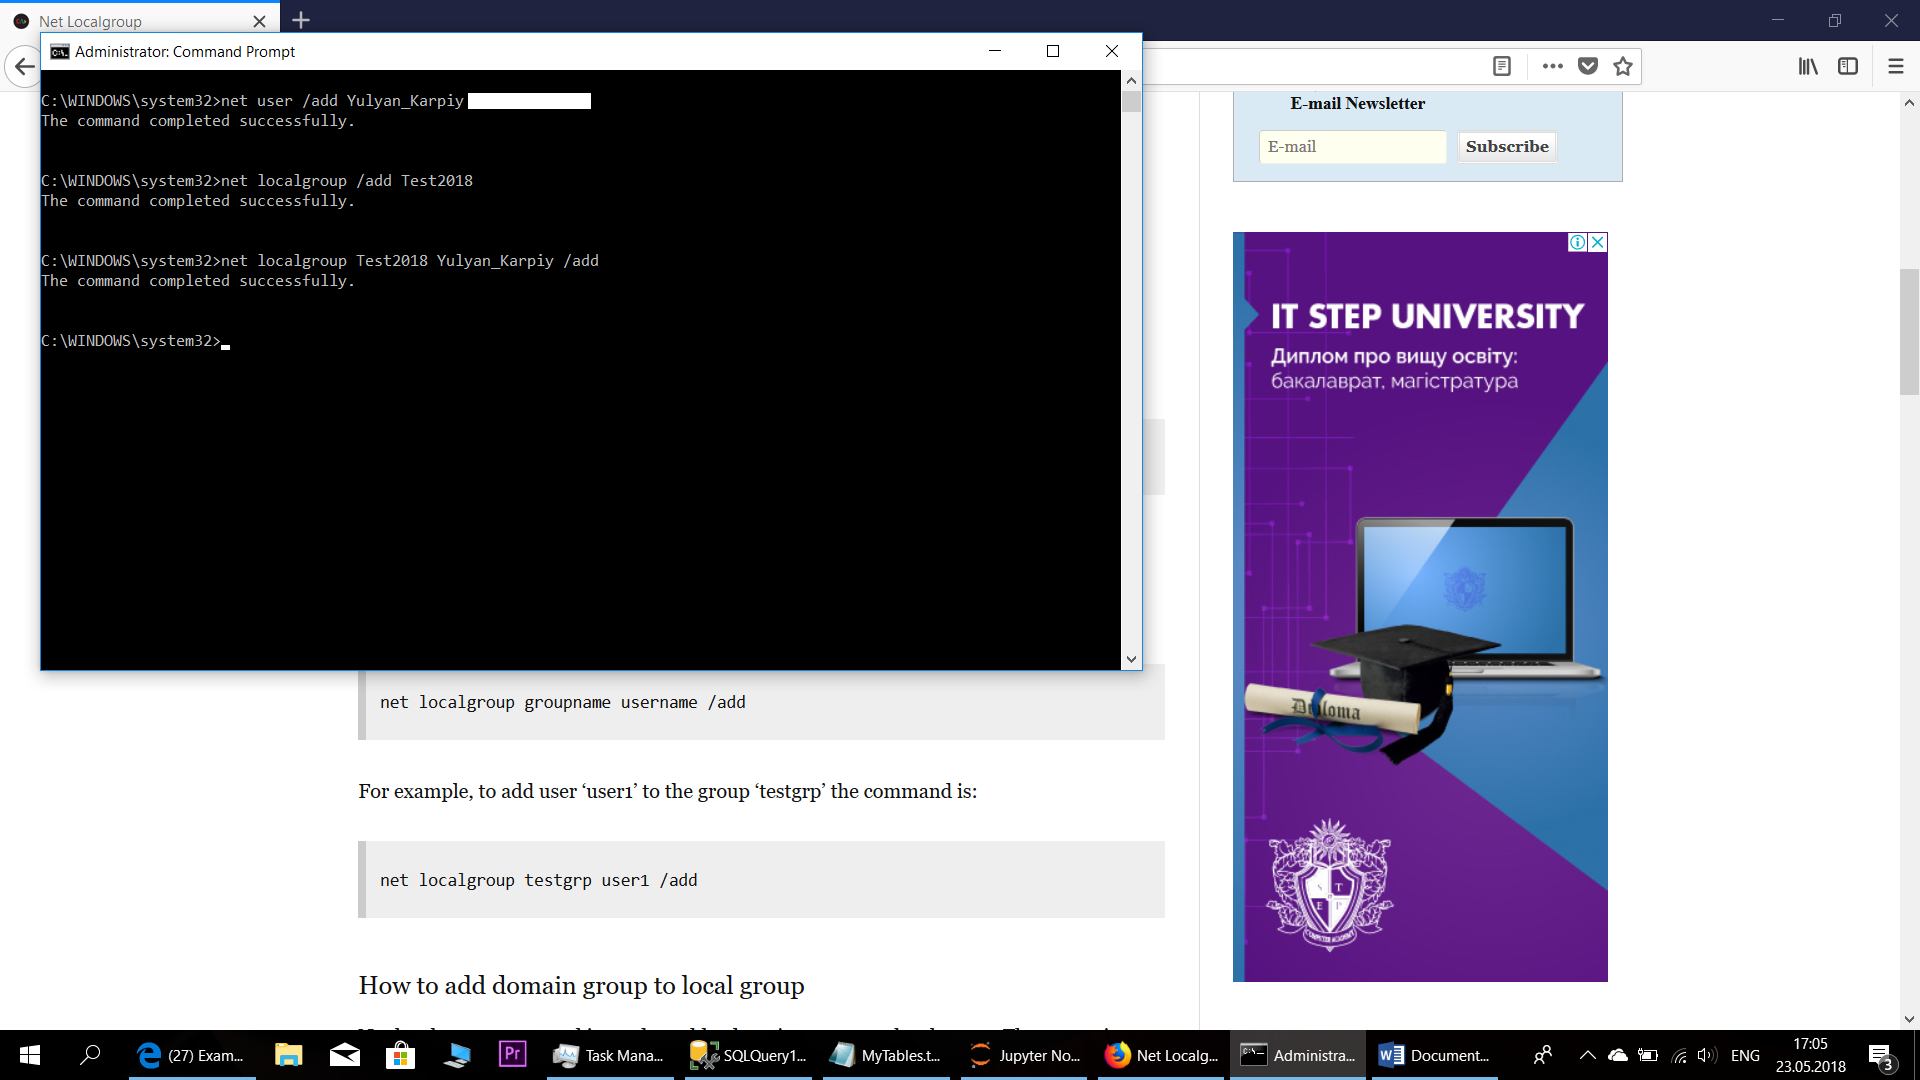 Net Localgroup
Administrator: Command Prompt
C:\WINDOWS\system32>net user /add Yulyan_Karpiy
The command completed successfully.
C:\WINDOWS\system32>net localgroup /add Test2018
The command completed successfully.
C:\WINDOWS\system32>net localgroup Test2018 Yulyan_Karpiy /add
The command completed successfully.
C:\WINDOWS\system32>
net localgroup groupname username /add
For example, to add user ‘user1’ to the group ‘testgrp’ the command is:
net localgroup testgrp user1 /add
How to add domain group to local group
E-mail Newsletter
E-mail
Subscribe
IT STEP UNIVERSITY
Диплом про вищу освіту:
бакалаврат, магістратура
Diploma
S T
E P
COMPUTER ACADEMY
(27) Exam...
Pr
Task Mana...
SQLQuery1...
MyTables.t...
Jupyter No...
Net Localg...
Administra...
Document...
ENG
17:05
23.05.2018
3